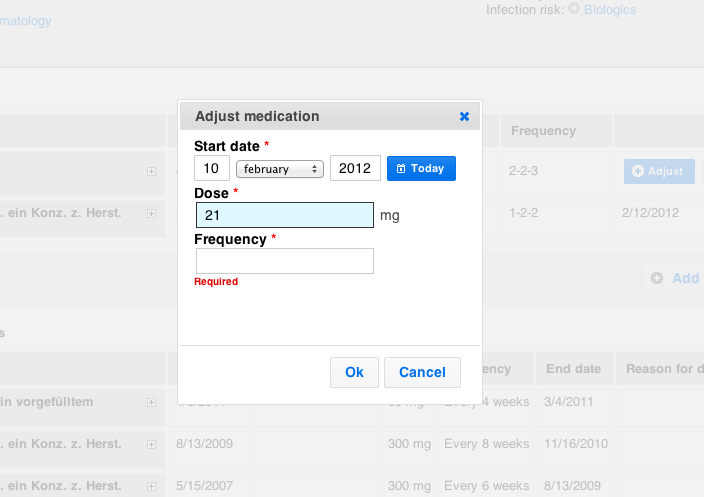 Infection risk: Biologics
matology
Adjust medication
Frequency
Start date *
10 february 2012 Today
2-2-3
Adjust
Dose *
21 mg
. ein Konz. z. Herst.
1-2-2
2/12/2012
Frequency *
Required
Add
s
Ok Cancel
ency
End date
Reason for d
in vorgefülltem
Every 4 weeks
3/4/2011
. ein Konz. z. Herst.
8/13/2009
300 mg
Every 8 weeks
11/16/2010
. ein Konz. z. Herst.
5/15/2007
300 mg
Every 6 weeks
8/13/2009